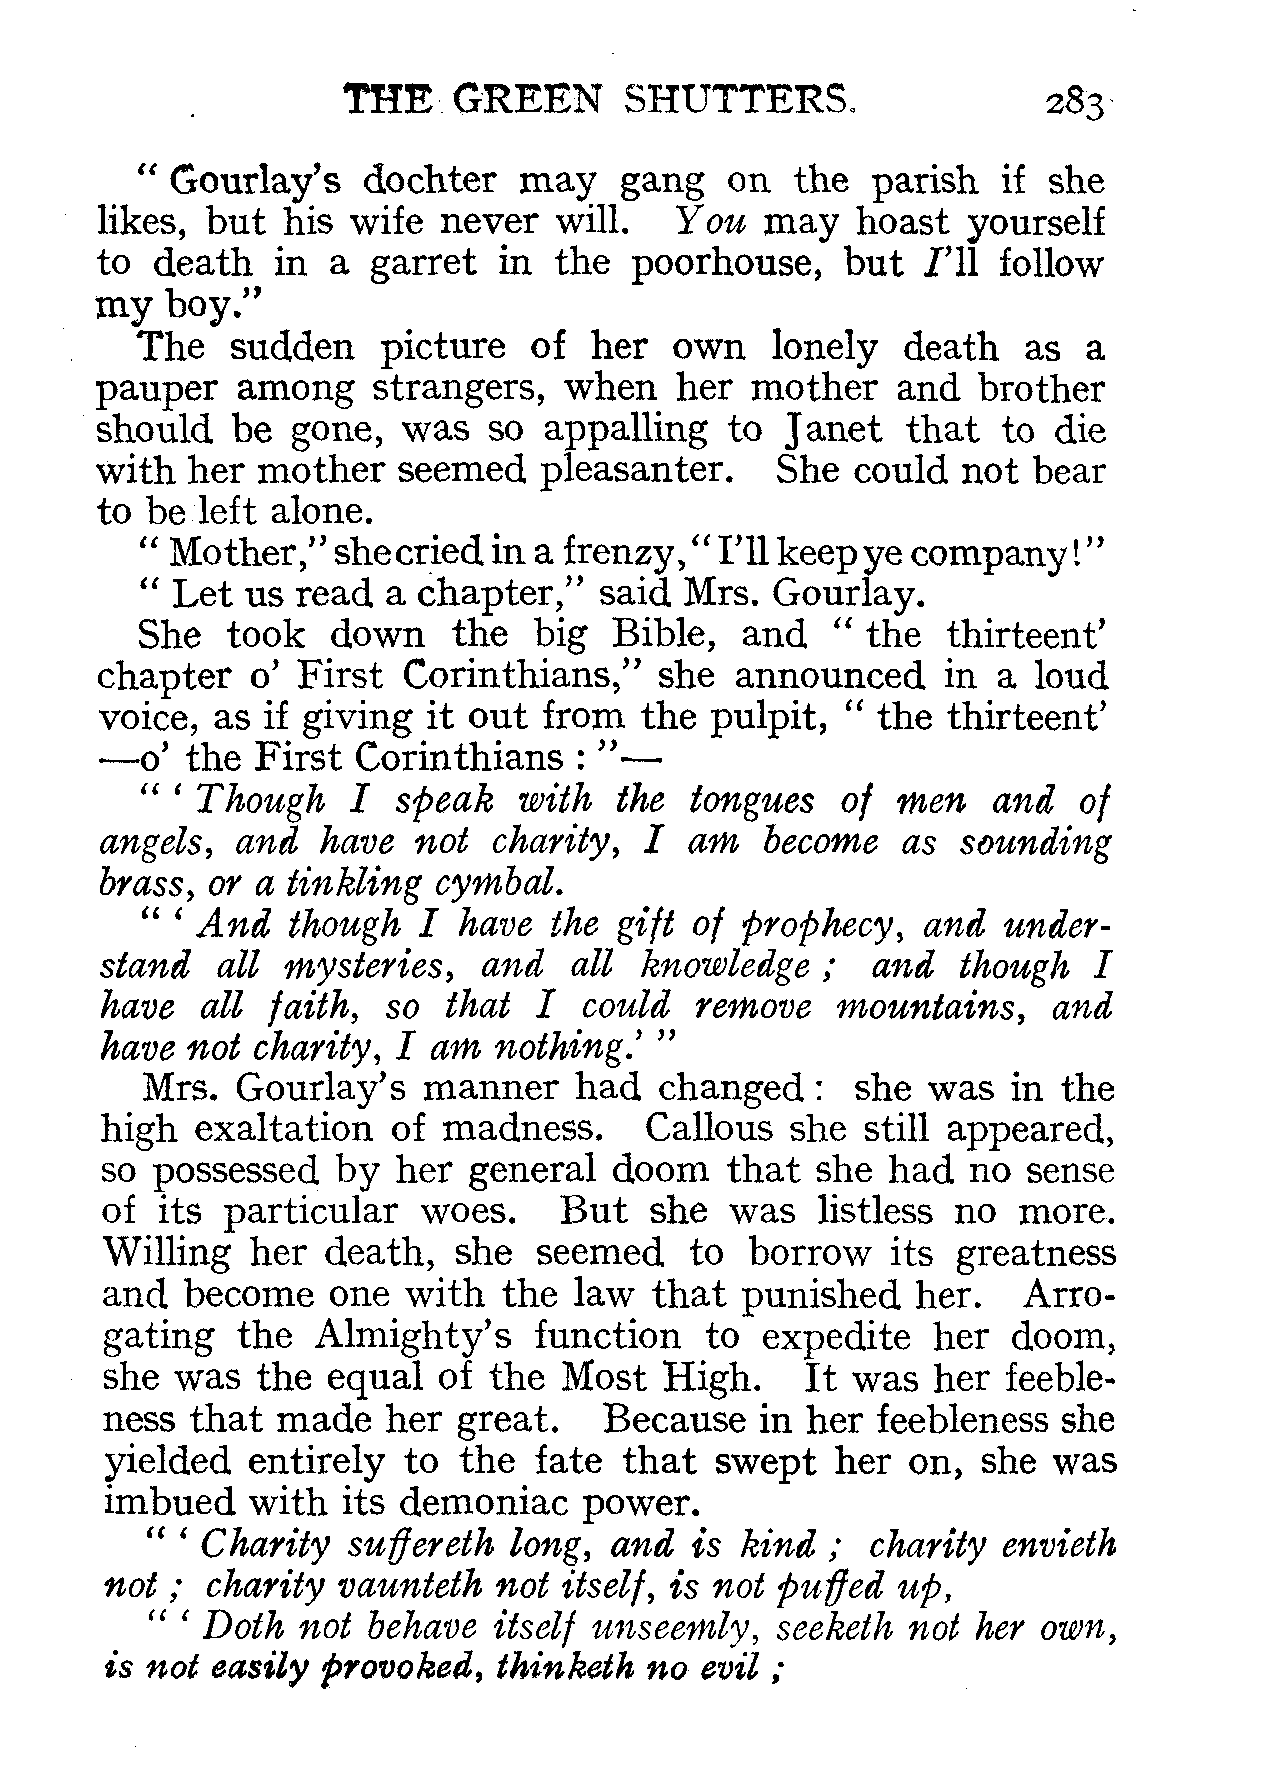 THE GREEN SHUTTERS. 283
" Gourlay's dochter may gang on the parish if she
likes, but his wife never will. You may hoast yourself
to death in a garret in the poorhouse, but I'll follow
my boy."
The sudden picture of her own lonely death as a
pauper among strangers, when her mother and brother
should be gone, was so appalling to Janet that to die
with her mother seemed pleasanter. She could not bear
to be left alone.
" Mother," she cried in a frenzy, " I'll keep ye company!"
" Let us read a chapter," said Mrs. Gourlay.
She took down the big Bible, and " the thirteent'
chapter o' First Corinthians," she announced in a loud
voice, as if giving it out from the pulpit, " the thirteent'
—o' the First Corinthians : "—
" ' Though I speak with the tongues of men and of
angels, and have not charity, I am become as sounding
brass, or a tinkling cymbal.
" ' And though I have the gift of prophecy, and under-
stand all mysteries, and all knowledge ; and though I
have all faith, so that I could remove mountains, and
have not charity, I am nothing.' "
Mrs. Gourlay's manner had changed : she was in the
high exaltation of madness. Callous she still appeared,
so possessed by her general doom that she had no sense
of its particular woes. But she was listless no more.
Willing her death, she seemed to borrow its greatness
and become one with the law that punished her. Arro-
gating the Almighty's function to expedite her doom,
she was the equal of the Most High. It was her feeble-
ness that made her great. Because in her feebleness she
yielded entirely to the fate that swept her on, she was
imbued with its demoniac power.
" ' Charity suffereth long, and is kind ; charity envieth
not ; charity vaunteth not itself, is not puffed up,
" ' Doth not behave itself unseemly, seeketh not her own,
is not easily provoked, thinketh no evil ;